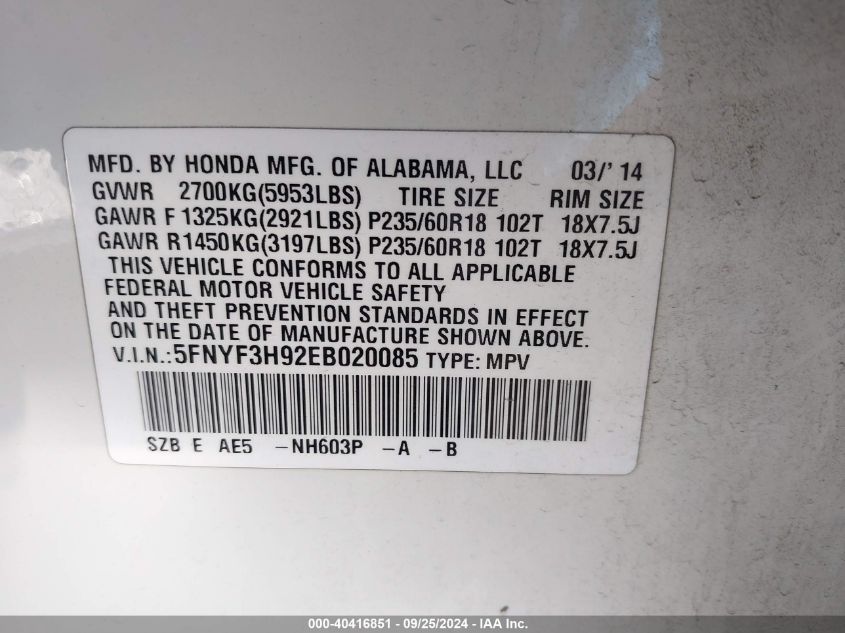 MFD. BY HONDA MFG. OF ALABAMA, LLC 03/' 14
GVWR 2700KG(5953LBS) TIRE SIZE RIM SIZE
GAWR F 1325KG(2921LBS) P235/60R18 102T 18X7.5J
GAWR R1450KG(3197LBS) P235/60R18 102T 18X7.5J
THIS VEHICLE CONFORMS TO ALL APPLICABLE
FEDERAL MOTOR VEHICLE SAFETY
AND THEFT PREVENTION STANDARDS IN EFFECT
ON THE DATE OF MANUFACTURE SHOWN ABOVE.
V.I.N.:5FNYF3H92EB020085 TYPE: MPV
SZB E AE5 -NH603P -A -B
000-40416851 - 09/25/2024 - IAA Inc.